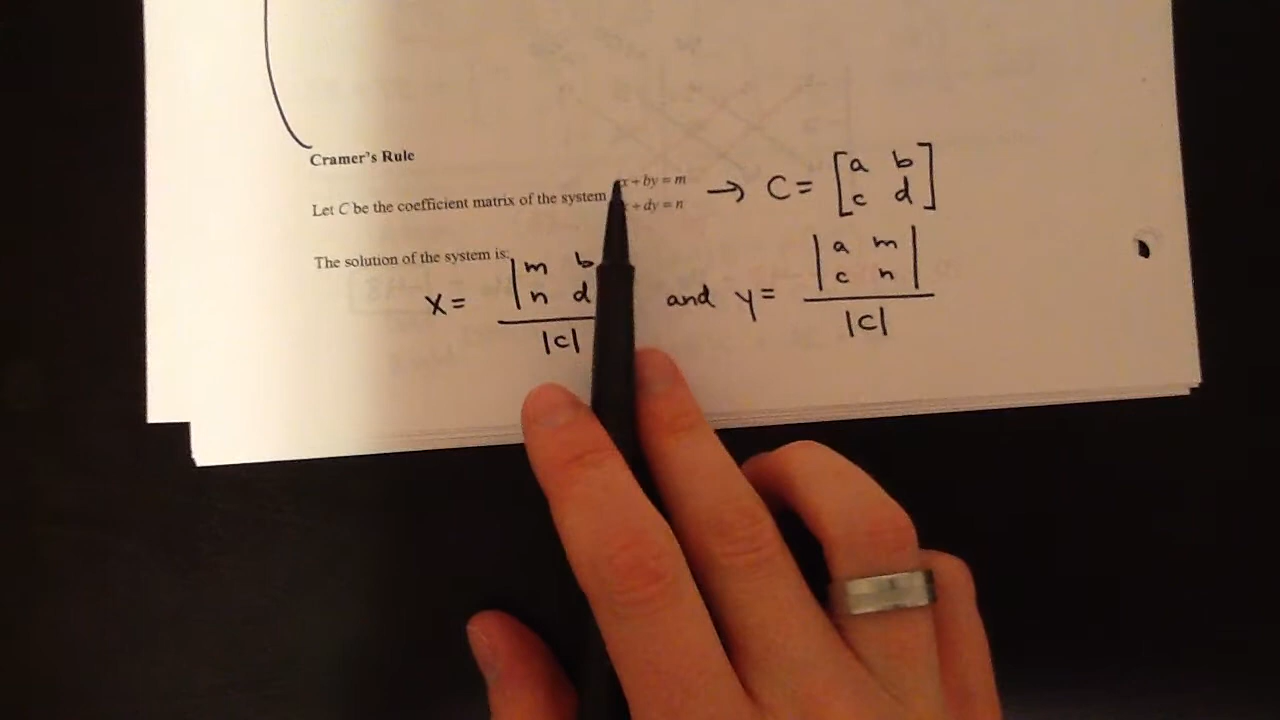 Cramer's Rule
Let C be the coefficient matrix of the system x + by = m → C = [a b
+ dy = n c d]
The solution of the system is:
x = |m b
n d
|C|
and y = |a m
c n|
|C|